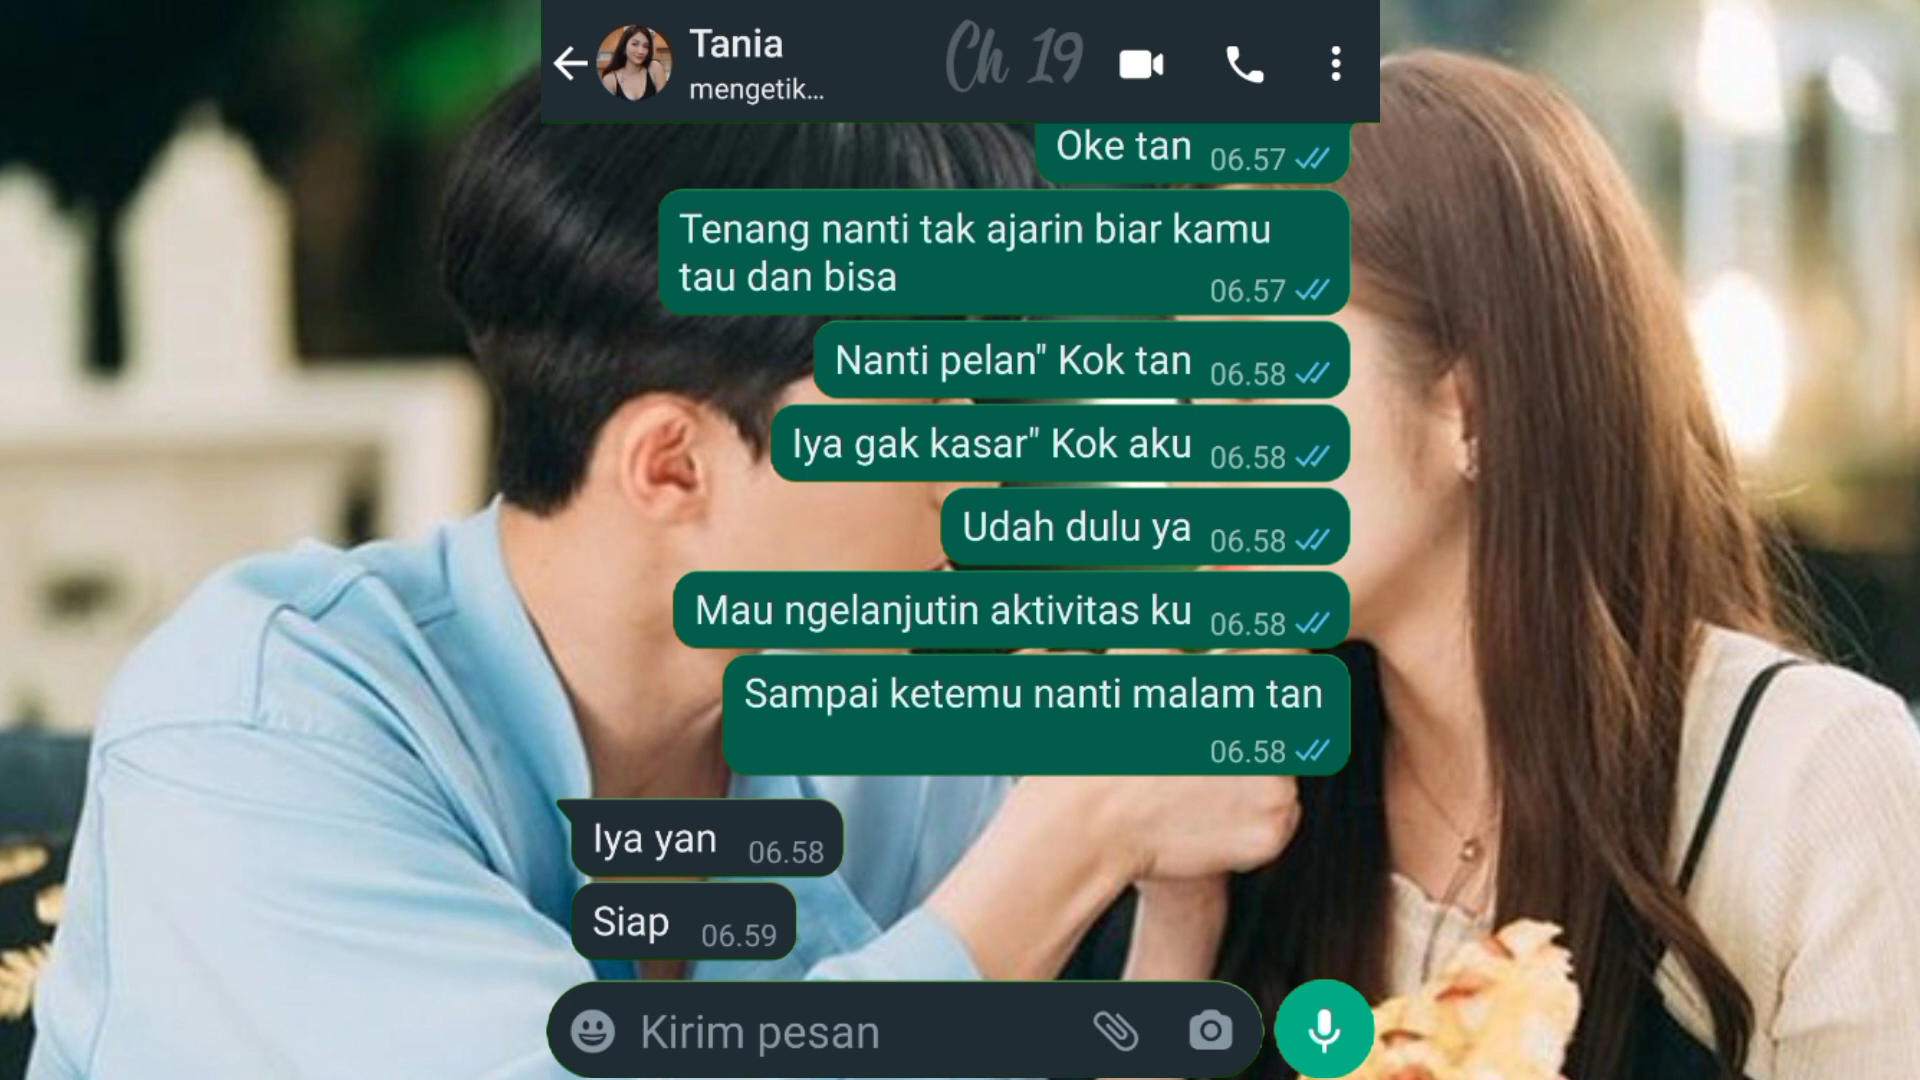 Tania
Ch 19
mengetik...
Oke tan 06.57
Tenang nanti tak ajarin biar kamu
tau dan bisa 06.57
Nanti pelan" Kok tan 06.58
Iya gak kasar" Kok aku 06.58
Udah dulu ya 06.58
Mau ngelanjutin aktivitas ku 06.58
Sampai ketemu nanti malam tan
06.58
Iya yan 06.58
Siap 06.59
Kirim pesan